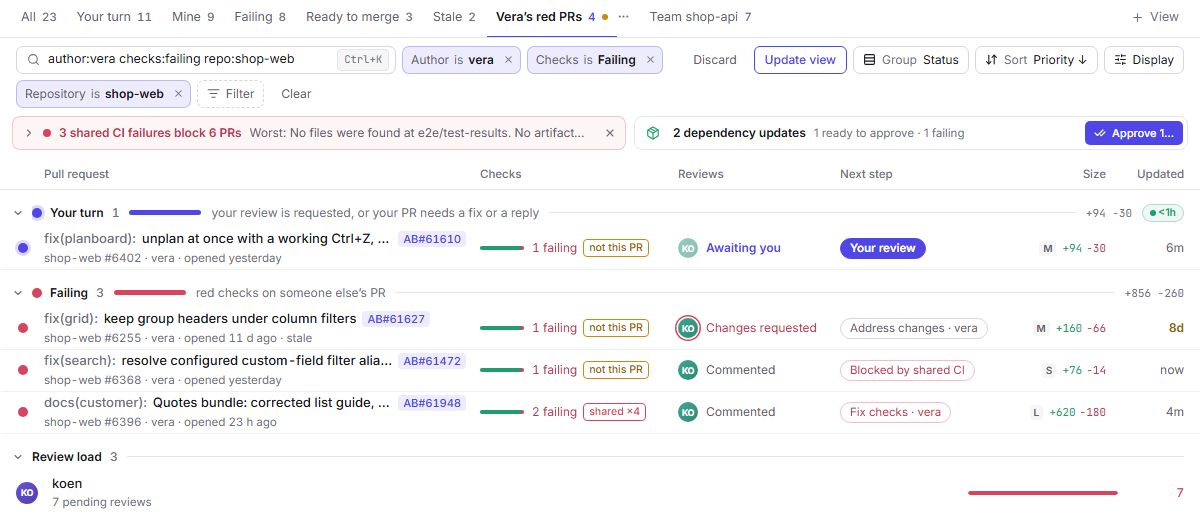 All 23 Your turn 11 Mine 9 Failing 8 Ready to merge 3 Stale 2 Vera's red PRs 4 ··· Team shop-api 7 + View
author:vera checks:failing repo:shop-web Ctrl+K Author is vera × Checks is Failing × Discard Update view Group Status Sort Priority ↓ Display
Repository is shop-web × Filter Clear
3 shared CI failures block 6 PRs Worst: No files were found at e2e/test-results. No artifact... × 2 dependency updates 1 ready to approve · 1 failing Approve 1...
Pull request Checks Reviews Next step Size Updated
Your turn 1 your review is requested, or your PR needs a fix or a reply +94 -30 <1h
fix(planboard): unplan at once with a working Ctrl+Z, ... AB#61610 1 failing not this PR KO Awaiting you Your review M +94 -30 6m
shop-web #6402 · vera · opened yesterday
Failing 3 red checks on someone else's PR +856 -260
fix(grid): keep group headers under column filters AB#61627 1 failing not this PR KO Changes requested Address changes · vera M +160 -66 8d
shop-web #6255 · vera · opened 11 d ago · stale
fix(search): resolve configured custom-field filter alia... AB#61472 1 failing not this PR KO Commented Blocked by shared CI S +76 -14 now
shop-web #6368 · vera · opened yesterday
docs(customer): Quotes bundle: corrected list guide, ... AB#61948 2 failing shared ×4 KO Commented Fix checks · vera L +620 -180 4m
shop-web #6396 · vera · opened 23 h ago
Review load 3
KO koen 7
7 pending reviews